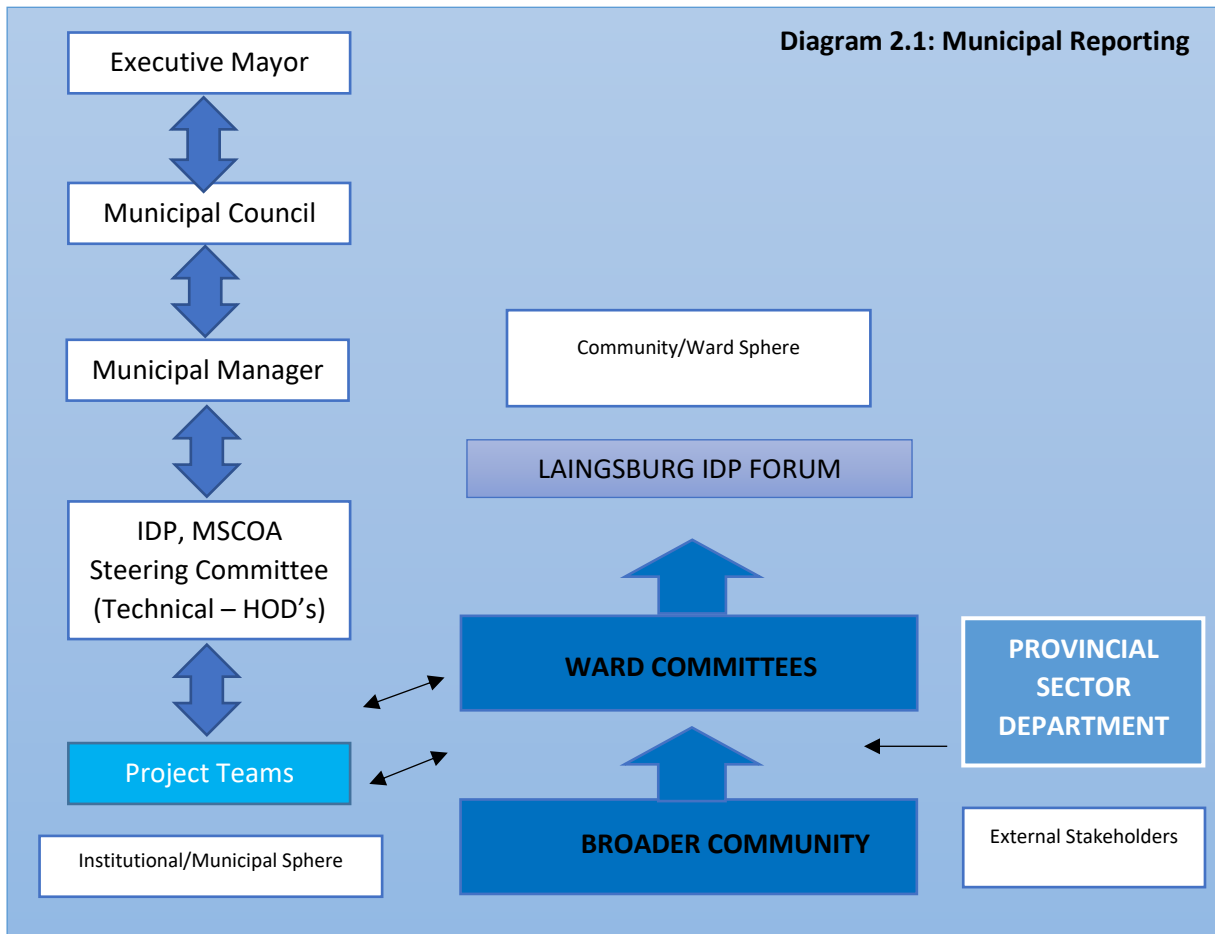 Diagram 2.1: Municipal Reporting
Executive Mayor
Municipal Council
Municipal Manager
IDP, MSCOA
Steering Committee
(Technical – HOD’s)
Project Teams
Institutional/Municipal Sphere
Community/Ward Sphere
LAINGSBURG IDP FORUM
WARD COMMITTEES
BROADER COMMUNITY
PROVINCIAL
SECTOR
DEPARTMENT
External Stakeholders